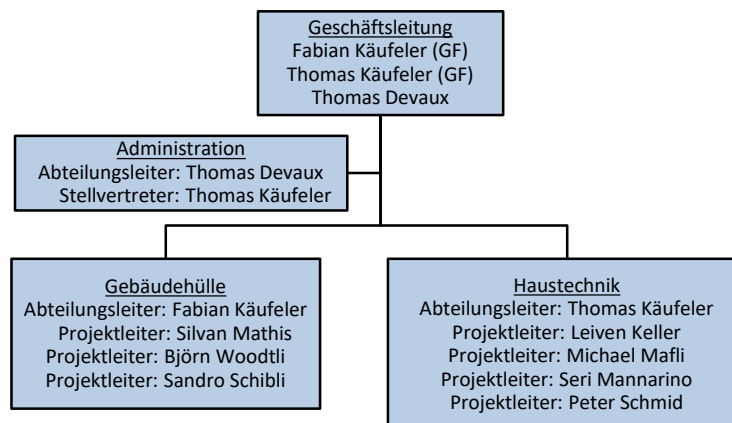 Geschäftsleitung
Fabian Käufeler (GF)
Thomas Käufeler (GF)
Thomas Devaux
Administration
Abteilungsleiter: Thomas Devaux
Stellvertreter: Thomas Käufeler
Gebäudehülle
Abteilungsleiter: Fabian Käufeler
Projektleiter: Silvan Mathis
Projektleiter: Björn Woodtli
Projektleiter: Sandro Schibli
Haustechnik
Abteilungsleiter: Thomas Käufeler
Projektleiter: Leiven Keller
Projektleiter: Michael Mafli
Projektleiter: Seri Mannarino
Projektleiter: Peter Schmid